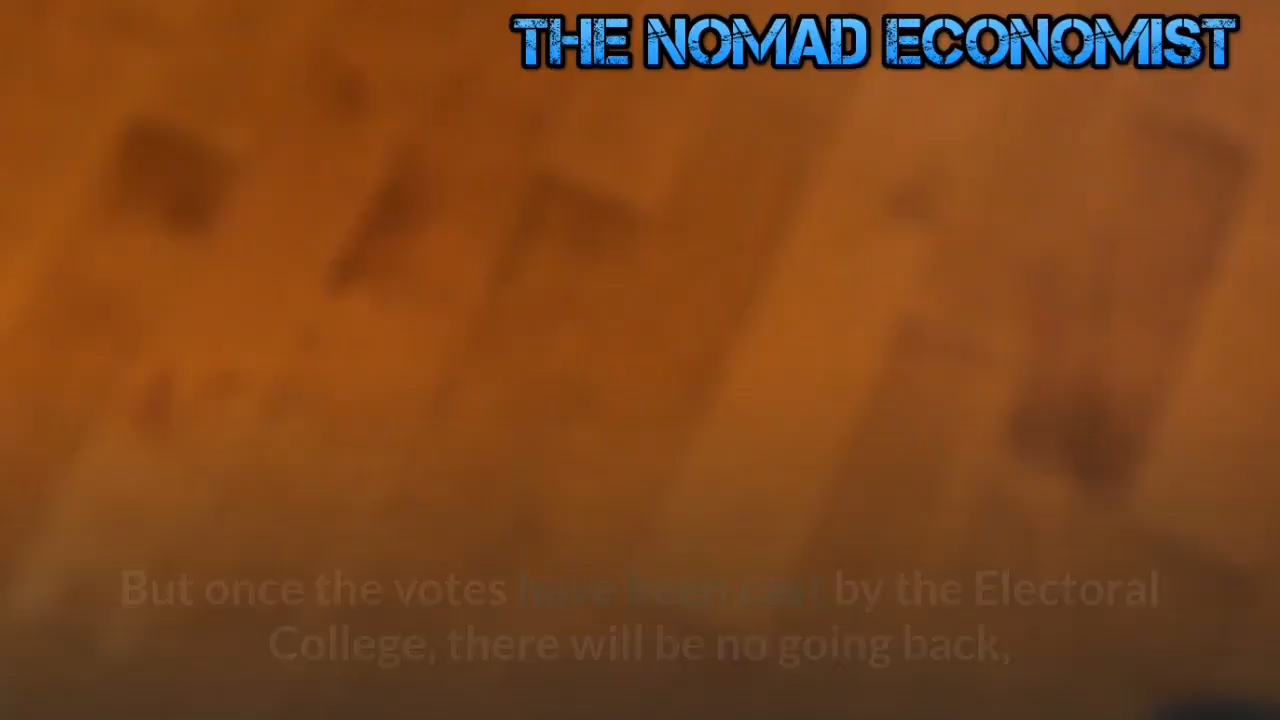 THE NOMAD ECONOMIST
But once the votes have been cast by the Electoral
College, there will be no going back,